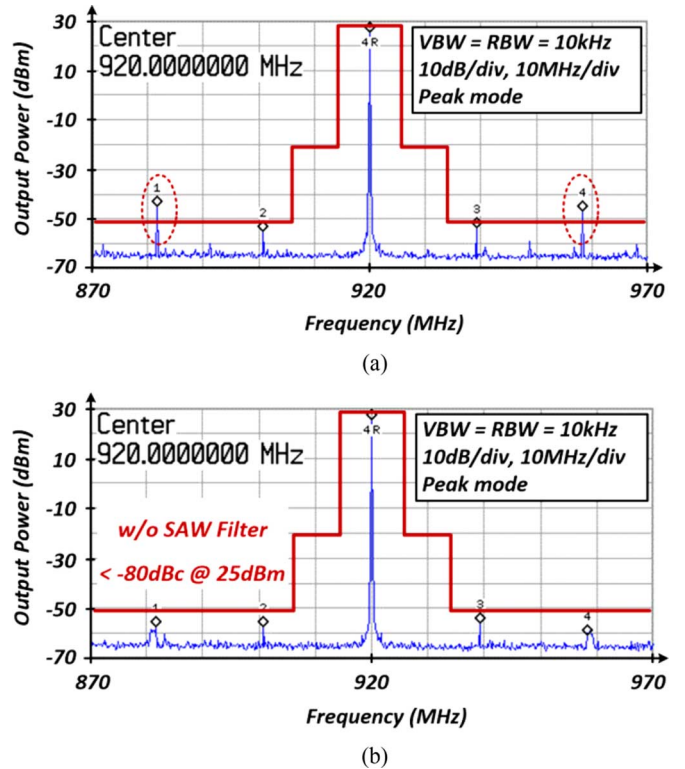 30
10
-10
-30
-50
-70
Output Power (dBm)
Center
920.0000000 MHz
VBW = RBW = 10kHz
10dB/div, 10MHz/div
Peak mode
4 R
1
2
3
4
870
920
970
Frequency (MHz)
(a)
30
10
-10
-30
-50
-70
Output Power (dBm)
Center
920.0000000 MHz
VBW = RBW = 10kHz
10dB/div, 10MHz/div
Peak mode
4 R
w/o SAW Filter
< -80dBc @ 25dBm
1
2
3
4
870
920
970
Frequency (MHz)
(b)